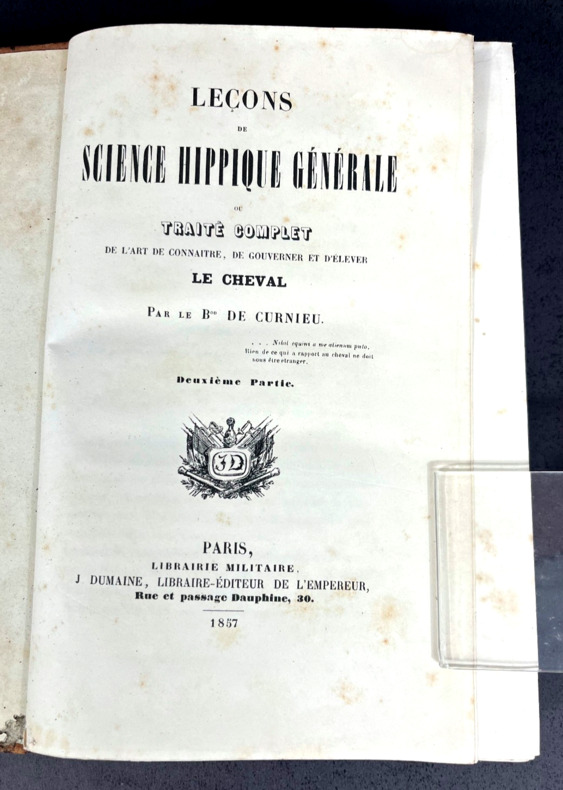 LEÇONS
DE
SCIENCE HIPPIQUE GÉNÉRALE
OU
TRAITÉ COMPLET
DE L'ART DE CONNAITRE, DE GOUVERNER ET D'ÉLEVER
LE CHEVAL
PAR LE Bon DE CURNIEU.
. . . Nihil equini a me alienum puto,
Rien de ce qui a rapport au cheval ne doit
nous être étranger.
Deuxième Partie.
JD
PARIS,
LIBRAIRIE MILITAIRE,
J DUMAINE, LIBRAIRE-ÉDITEUR DE L'EMPEREUR,
Rue et passage Dauphine, 30.
1857